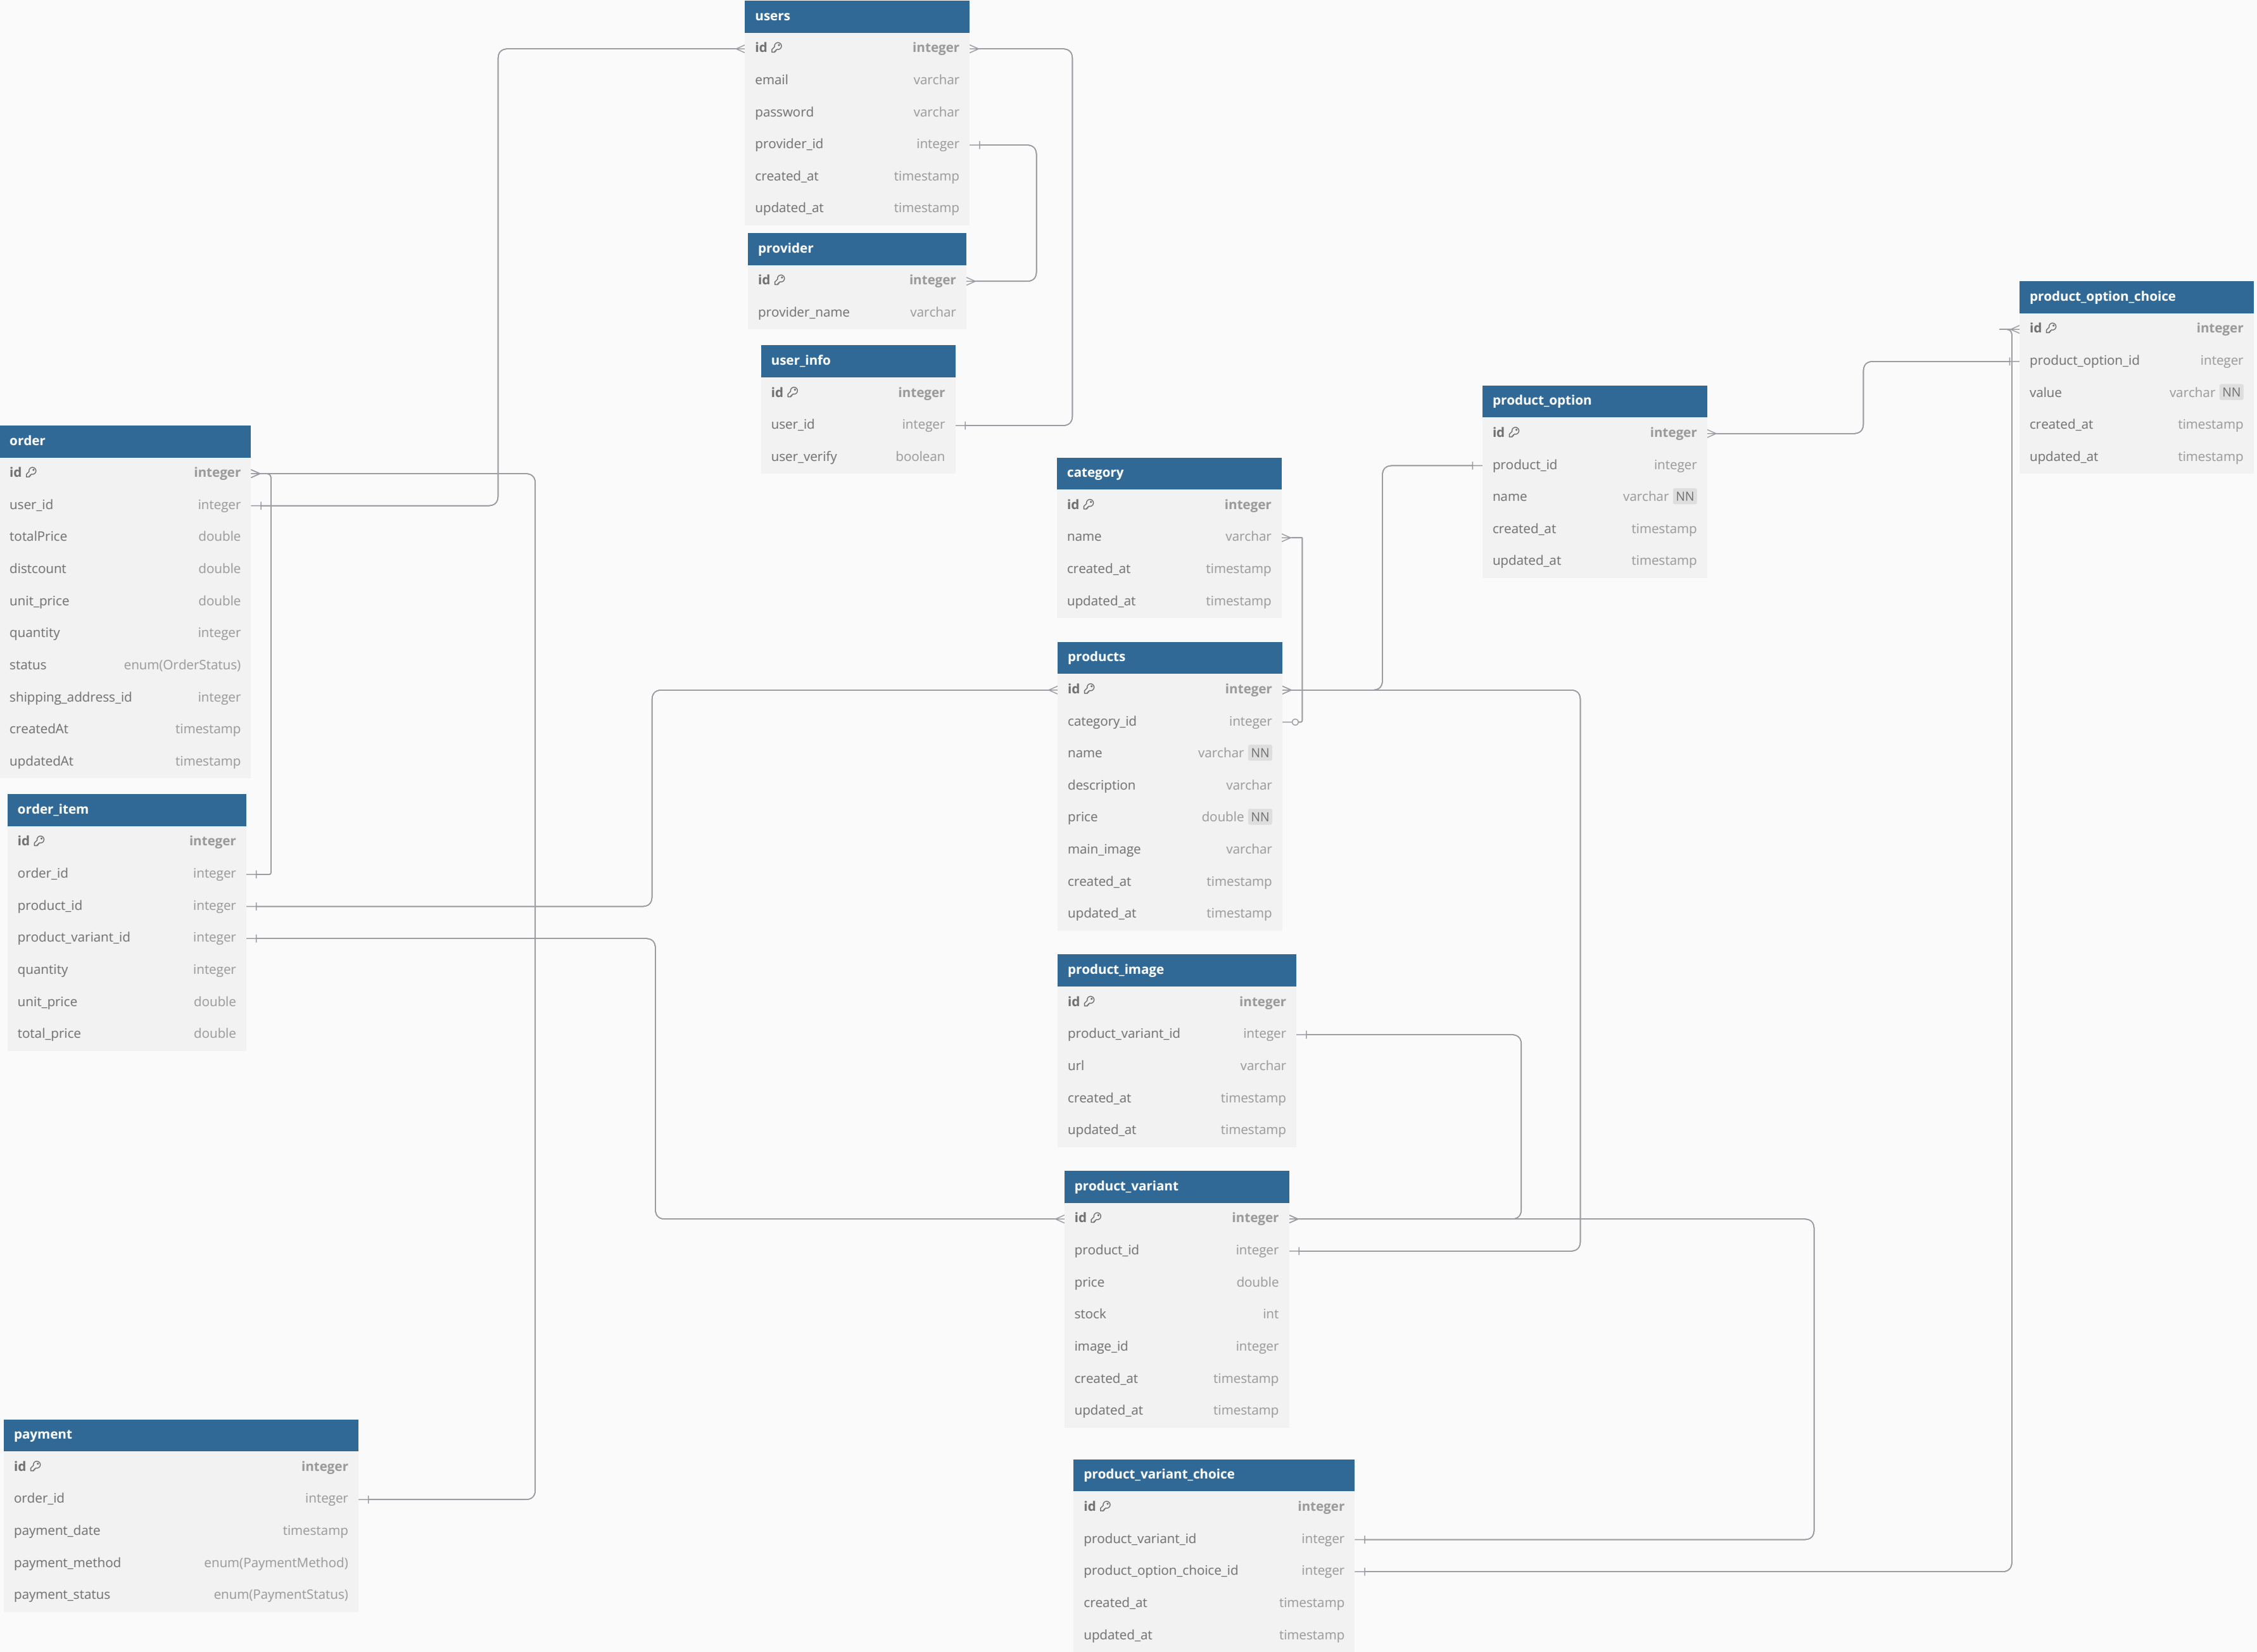 users
id integer
email varchar
password varchar
provider_id integer
created_at timestamp
updated_at timestamp
provider
id integer
provider_name varchar
user_info
id integer
user_id integer
user_verify boolean
order
id integer
user_id integer
totalPrice double
distcount double
unit_price double
quantity integer
status enum(OrderStatus)
shipping_address_id integer
createdAt timestamp
updatedAt timestamp
order_item
id integer
order_id integer
product_id integer
product_variant_id integer
quantity integer
unit_price double
total_price double
payment
id integer
order_id integer
payment_date timestamp
payment_method enum(PaymentMethod)
payment_status enum(PaymentStatus)
category
id integer
name varchar
created_at timestamp
updated_at timestamp
products
id integer
category_id integer
name varchar NN
description varchar
price double NN
main_image varchar
created_at timestamp
updated_at timestamp
product_image
id integer
product_variant_id integer
url varchar
created_at timestamp
updated_at timestamp
product_variant
id integer
product_id integer
price double
stock int
image_id integer
created_at timestamp
updated_at timestamp
product_variant_choice
id integer
product_variant_id integer
product_option_choice_id integer
created_at timestamp
updated_at timestamp
product_option
id integer
product_id integer
name varchar NN
created_at timestamp
updated_at timestamp
product_option_choice
id integer
product_option_id integer
value varchar NN
created_at timestamp
updated_at timestamp